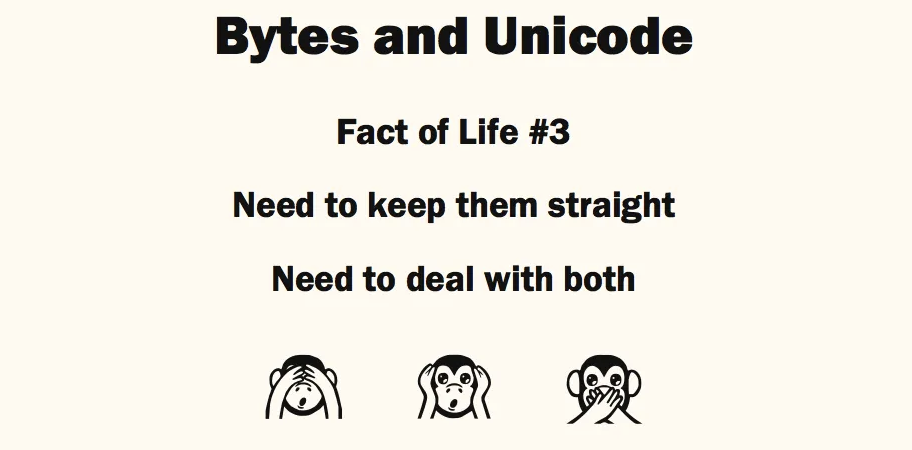 Bytes and Unicode
Fact of Life #3
Need to keep them straight
Need to deal with both
🙈 🙉 🙊